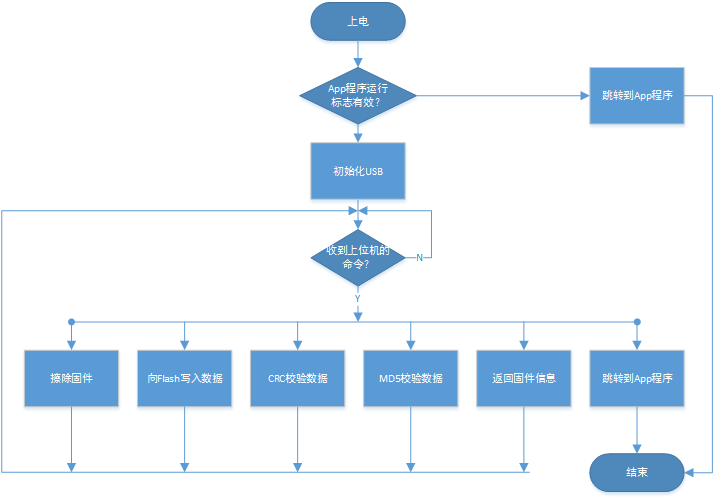 上电
App程序运行
标志有效?
跳转到App程序
初始化USB
收到上位机的
命令?
N
Y
擦除固件
向Flash写入数据
CRC校验数据
MD5校验数据
返回固件信息
跳转到App程序
结束